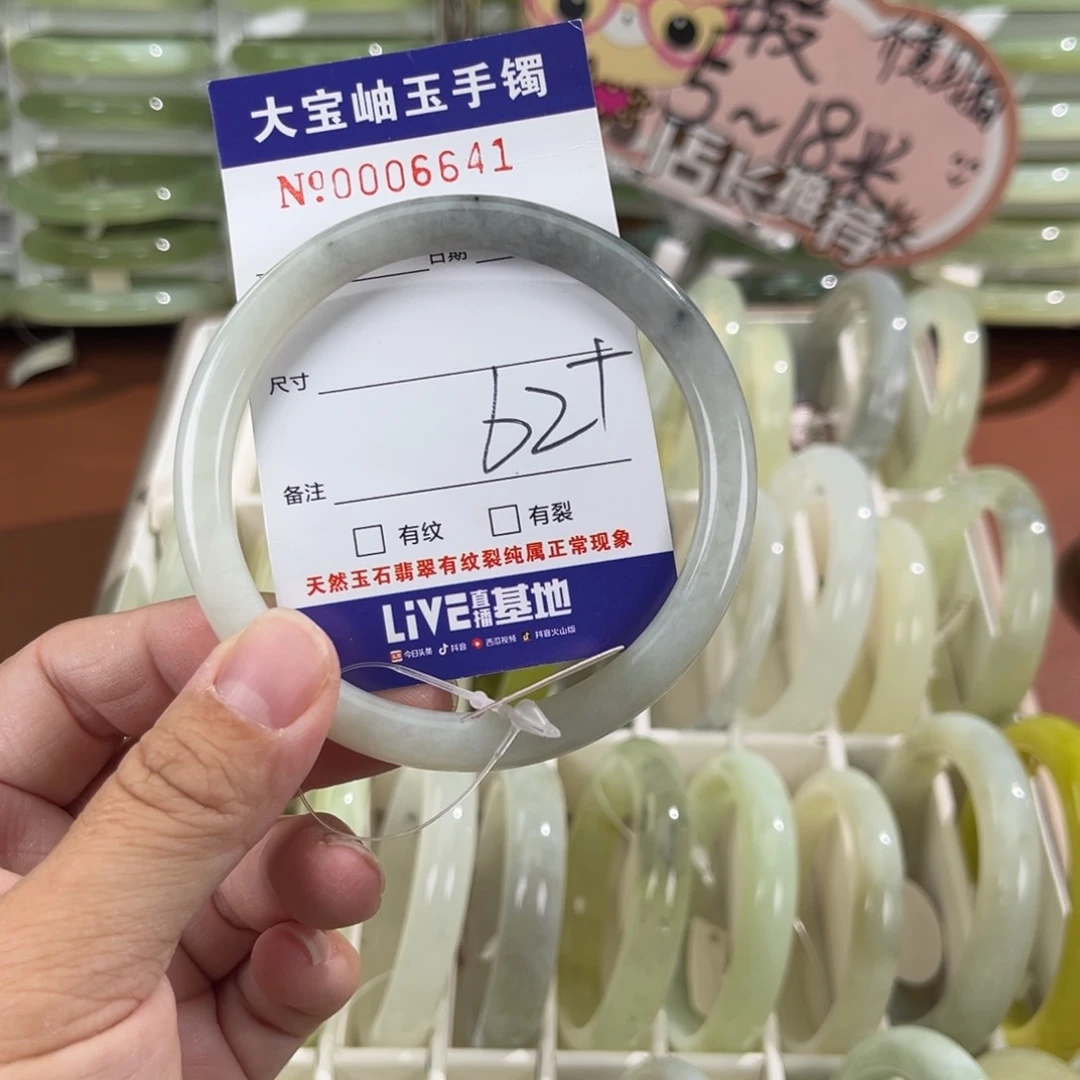 大宝岫玉手镯
№0006641
日期
尺寸
62+
备注
有纹 有裂
天然玉石翡翠有纹裂纯属正常现象
LiVE直播基地
今日头条 抖音 西瓜视频 抖音火山版
5~18米
店长推荐